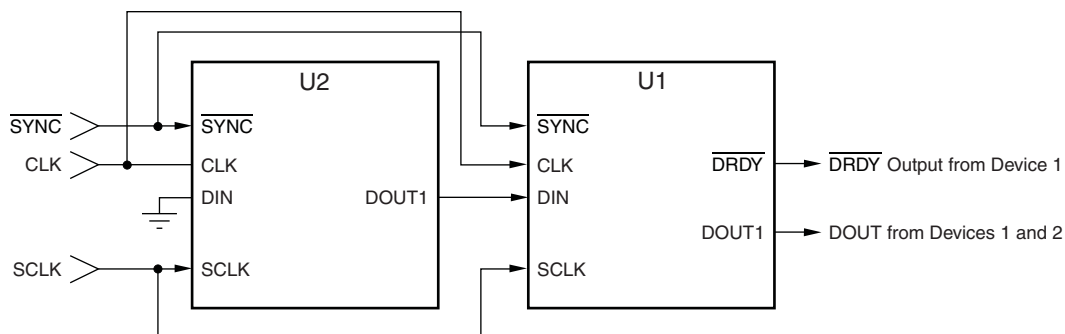 U2
U1
SYNC
SYNC
SYNC
CLK
CLK
CLK
DRDY
DRDY Output from Device 1
DIN
DOUT1
DIN
DOUT1
DOUT from Devices 1 and 2
SCLK
SCLK
SCLK